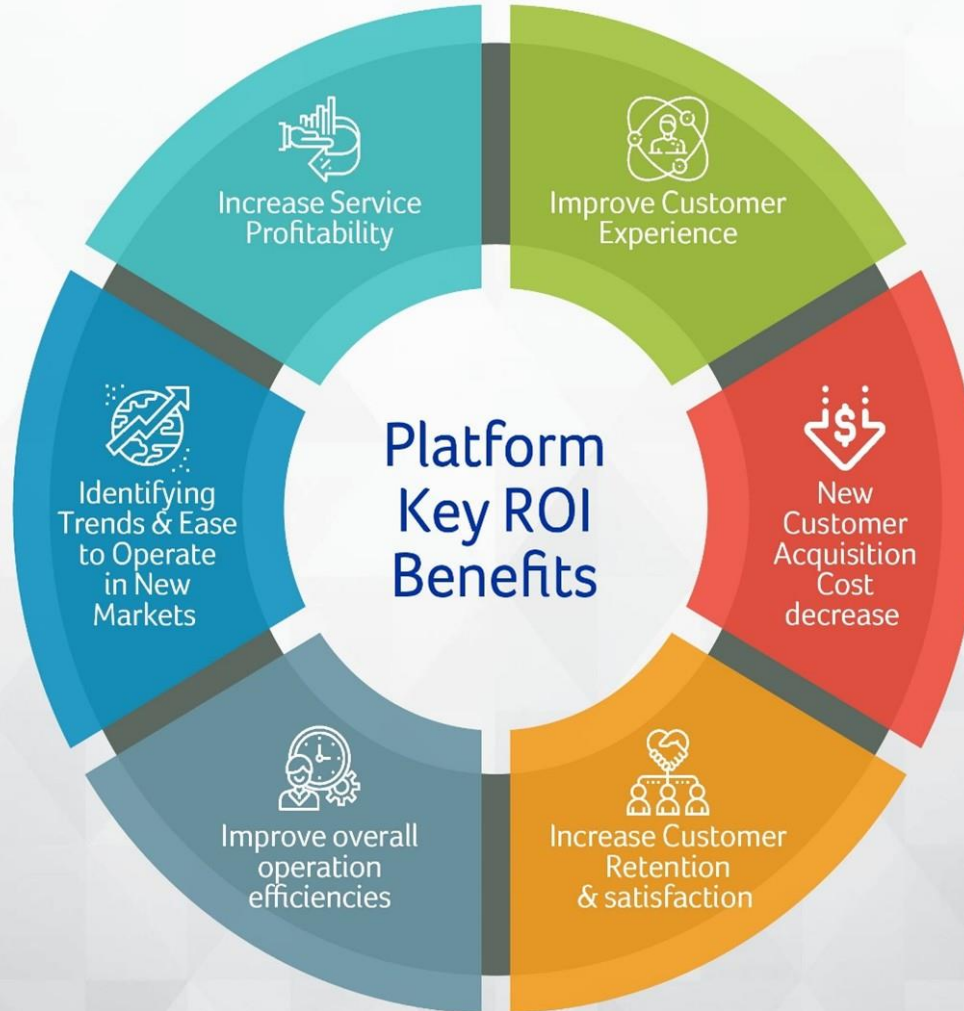 Increase Service
Profitability
Improve Customer
Experience
Identifying
Trends & Ease
to Operate
in New
Markets
Platform
Key ROI
Benefits
New
Customer
Acquisition
Cost
decrease
Improve overall
operation
efficiencies
Increase Customer
Retention
& satisfaction